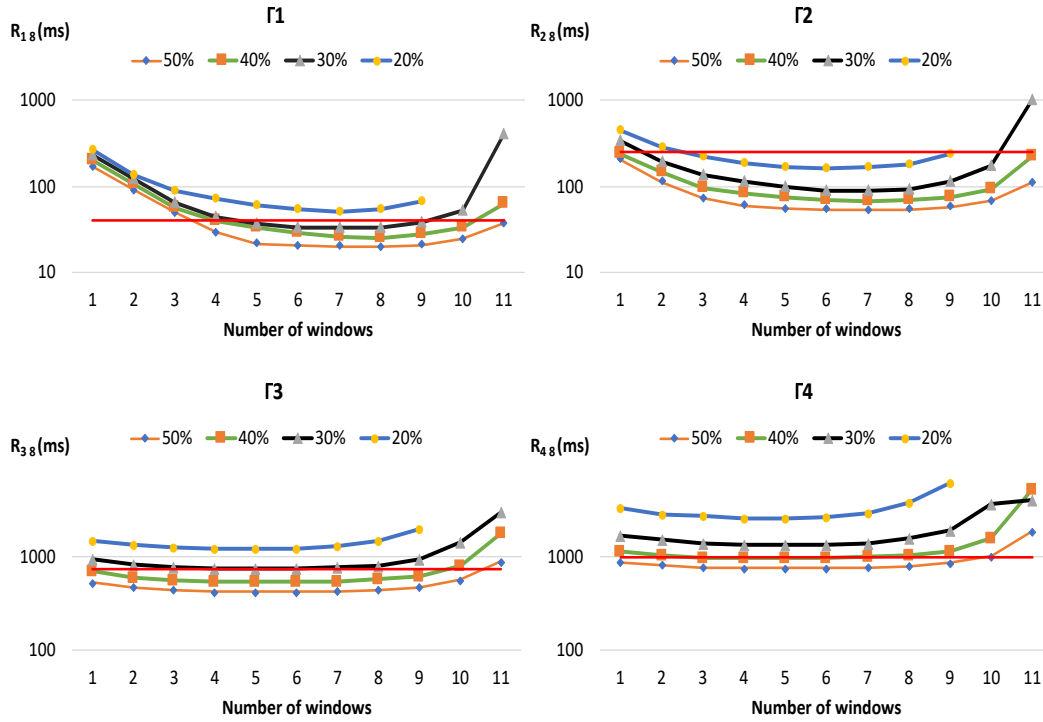 Γ1
R1 8 (ms)
50% 40% 30% 20%
1000
100
10
1 2 3 4 5 6 7 8 9 10 11
Number of windows
Γ2
R2 8 (ms)
50% 40% 30% 20%
1000
100
10
1 2 3 4 5 6 7 8 9 10 11
Number of windows
Γ3
R3 8 (ms)
50% 40% 30% 20%
1000
100
1 2 3 4 5 6 7 8 9 10 11
Number of windows
Γ4
R4 8 (ms)
50% 40% 30% 20%
1000
100
1 2 3 4 5 6 7 8 9 10 11
Number of windows